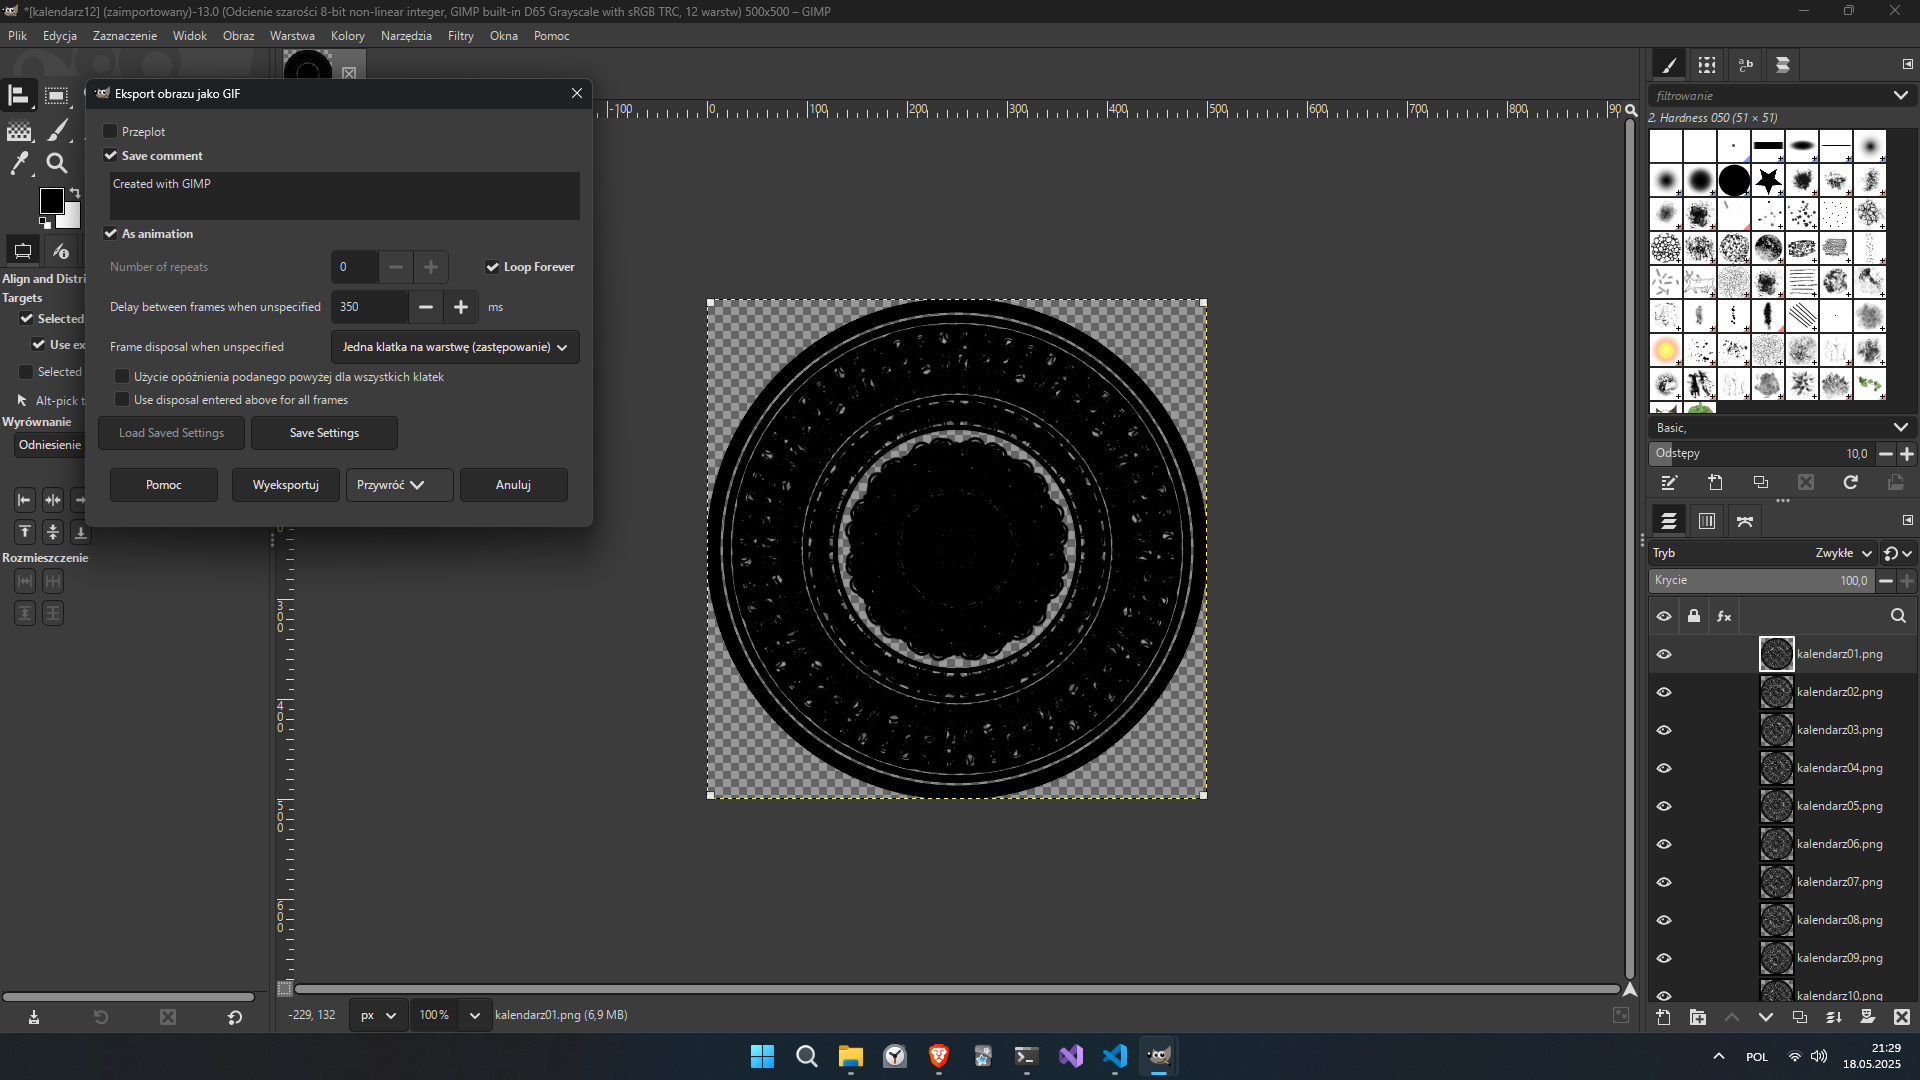 *[kalendarz12] (zaimportowany)-13.0 (Odcienie szarości 8-bit non-linear integer, GIMP built-in D65 Grayscale with sRGB TRC, 12 warstw) 500x500 – GIMP
Plik Edycja Zaznaczenie Widok Obraz Warstwa Kolory Narzędzia Filtry Okna Pomoc
Eksport obrazu jako GIF
Przeplot
Save comment
Created with GIMP
As animation
Number of repeats 0 Loop Forever
Delay between frames when unspecified 350 ms
Frame disposal when unspecified Jedna klatka na warstwę (zastępowanie)
Użycie opóźnienia podanego powyżej dla wszystkich klatek
Use disposal entered above for all frames
Load Saved Settings Save Settings
Pomoc Wyeksportuj Przywróć Anuluj
Align and Distri
Targets
Selected
Use ex
Selected
Alt-pick t
Wyrównanie
Odniesienie
Rozmieszczenie
-100 0 100 200 300 400 500 600 700 800 90
300
400
500
600
-229, 132 px 100% kalendarz01.png (6,9 MB)
filtrowanie
2. Hardness 050 (51 × 51)
Basic,
Odstępy 10,0
Tryb Zwykłe
Krycie 100,0
fx
kalendarz01.png
kalendarz02.png
kalendarz03.png
kalendarz04.png
kalendarz05.png
kalendarz06.png
kalendarz07.png
kalendarz08.png
kalendarz09.png
kalendarz10.png
POL
21:29
18.05.2025